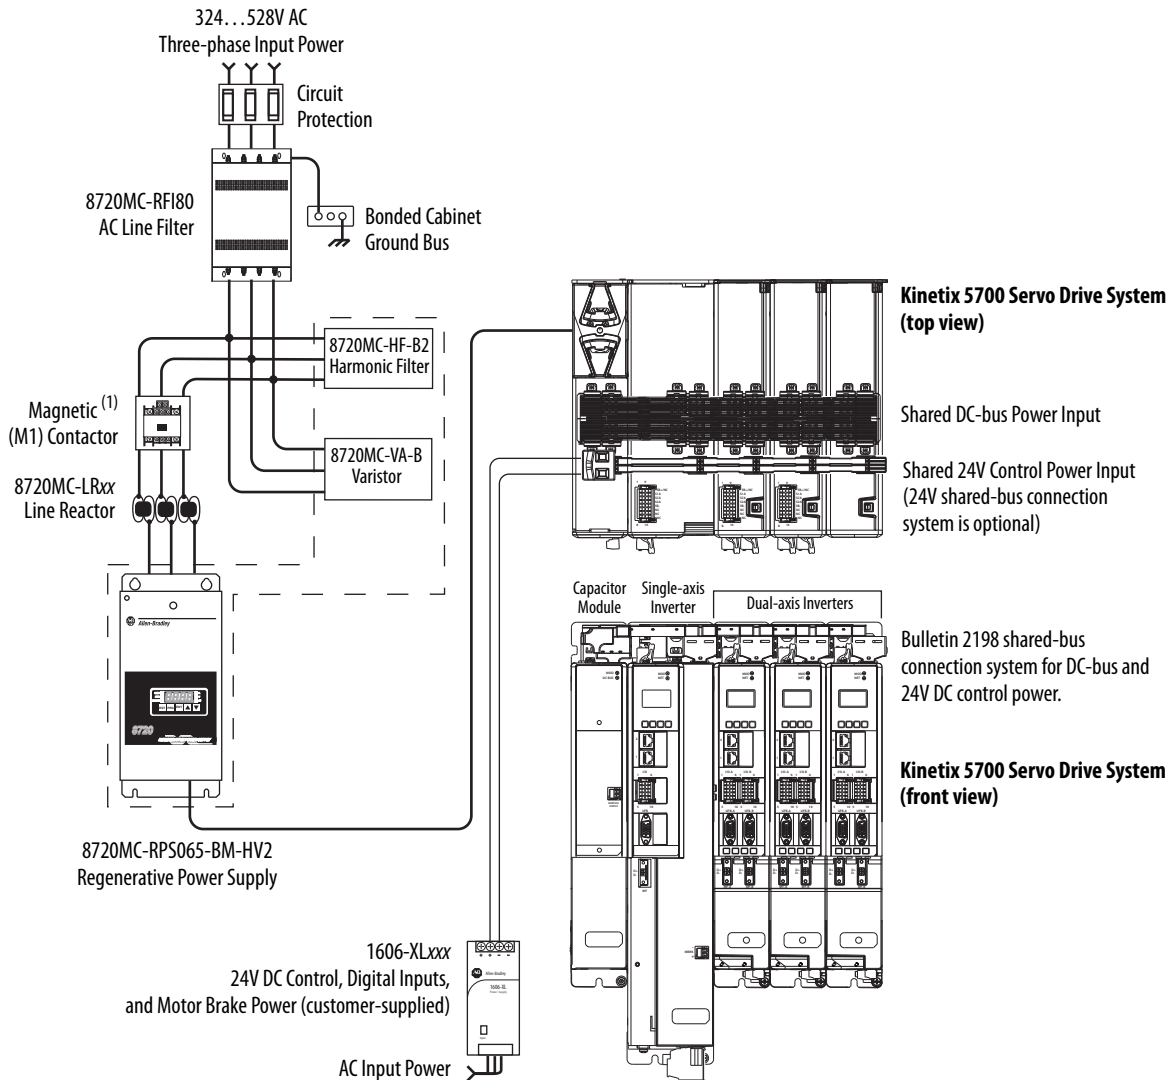 324...528V AC
Three-phase Input Power
Circuit
Protection
8720MC-RFI80
AC Line Filter
Bonded Cabinet
Ground Bus
8720MC-HF-B2
Harmonic Filter
Magnetic (1)
(M1) Contactor
8720MC-VA-B
Varistor
8720MC-LRxx
Line Reactor
Allen-Bradley
8720
8720MC-RPS065-BM-HV2
Regenerative Power Supply
Kinetix 5700 Servo Drive System
(top view)
Shared DC-bus Power Input
Shared 24V Control Power Input
(24V shared-bus connection
system is optional)
Capacitor
Module
Single-axis
Inverter
Dual-axis Inverters
Bulletin 2198 shared-bus
connection system for DC-bus and
24V DC control power.
Kinetix 5700 Servo Drive System
(front view)
1606-XLxxx
24V DC Control, Digital Inputs,
and Motor Brake Power (customer-supplied)
Allen-Bradley
1606-XL
Power Supply
AC Input Power